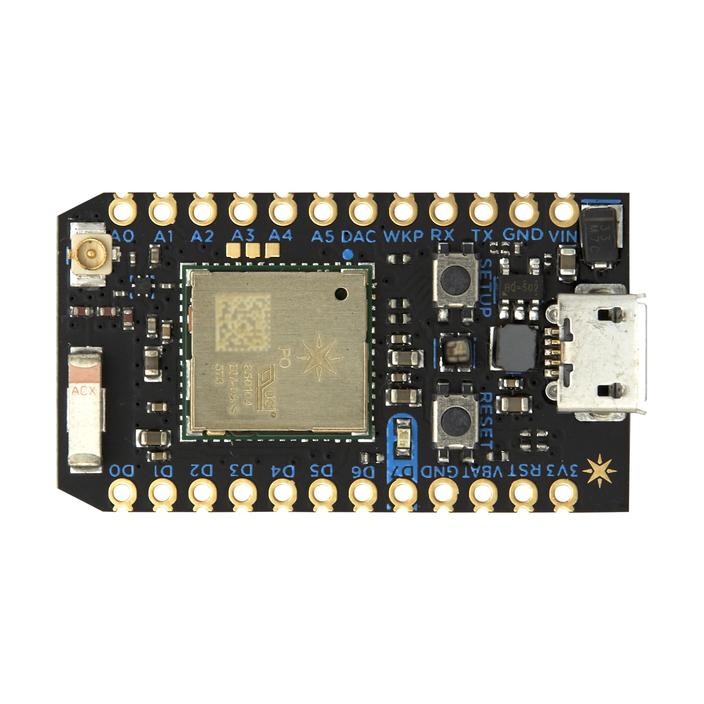 A0 A1 A2 A3 A4 A5 DAC WKP RX TX GND VIN
SETUP
ACX
P0
RESET
D0 D1 D2 D3 D4 D5 D6 D7 GND VBAT RST 3V3